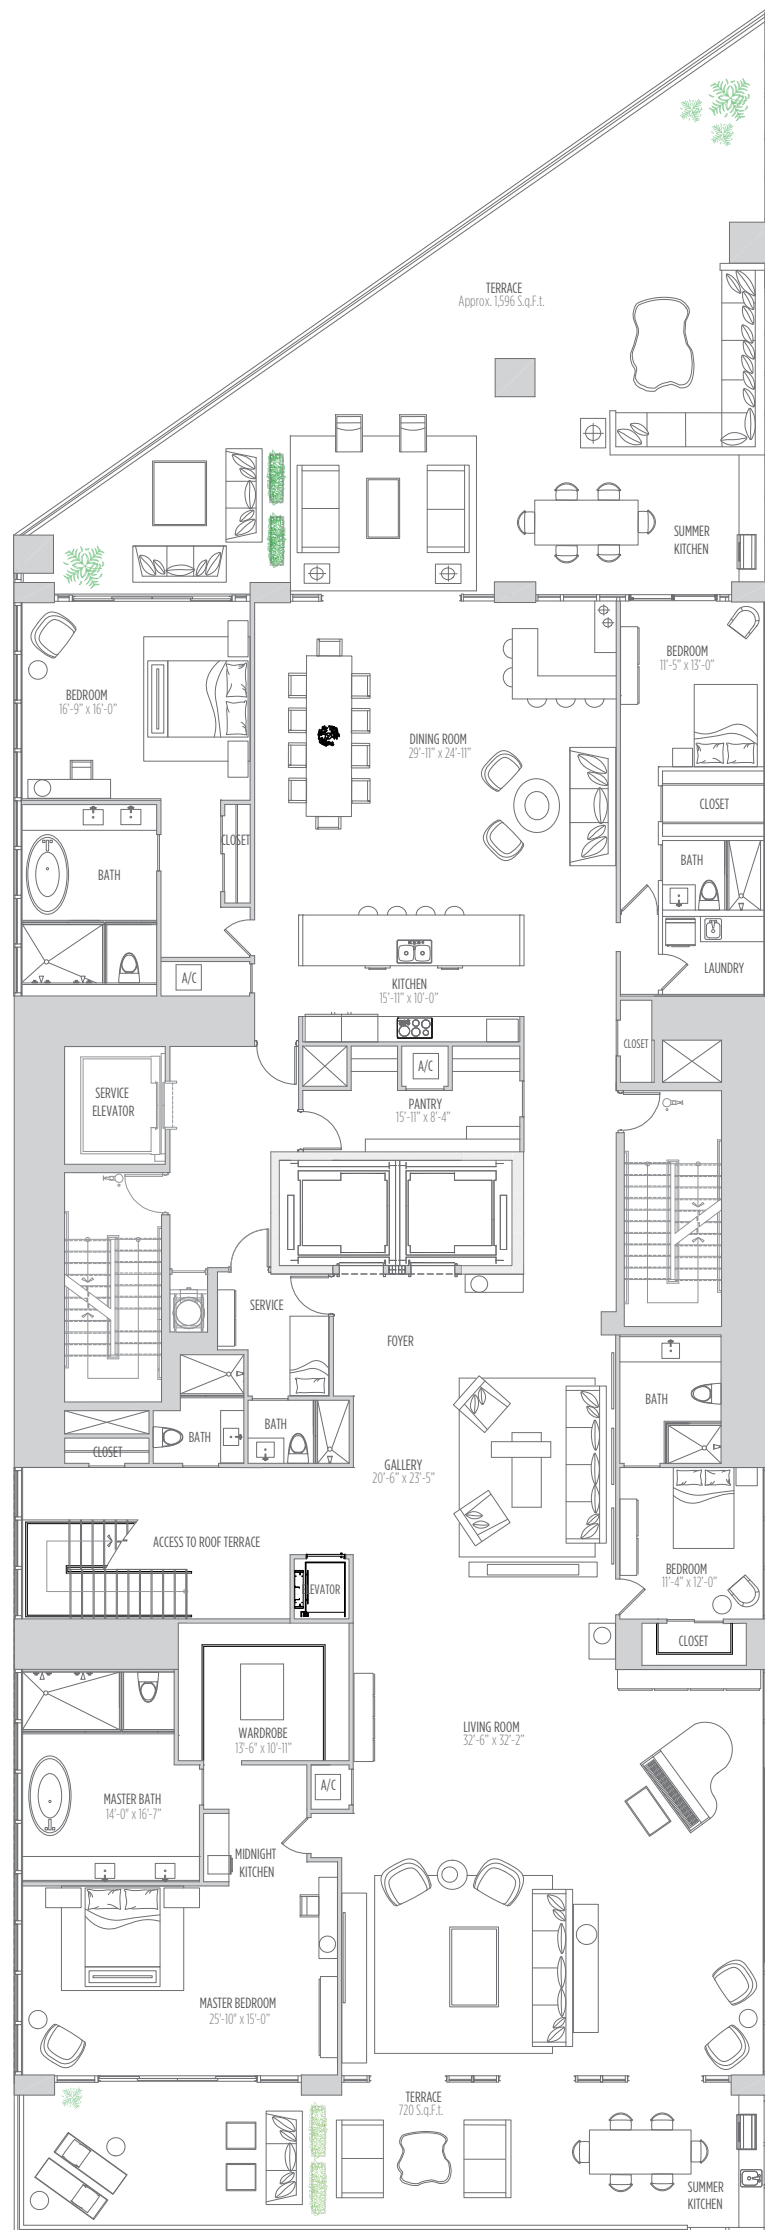 TERRACE
Approx. 1,596 S.q.F.t.
SUMMER
KITCHEN
BEDROOM
11'-5" x 13'-0"
BEDROOM
16'-9" x 16'-0"
DINING ROOM
29'-11" x 24'-11"
CLOSET
CLOSET
BATH
BATH
KITCHEN
15'-11" x 10'-0"
A/C
LAUNDRY
CLOSET
A/C
SERVICE
ELEVATOR
PANTRY
15'-11" x 8'-4"
SERVICE
FOYER
BATH
BATH
BATH
CLOSET
GALLERY
20'-6" x 23'-5"
ACCESS TO ROOF TERRACE
BEDROOM
11'-4" x 12'-0"
EVATOR
CLOSET
WARDROBE
13'-6" x 10'-11"
LIVING ROOM
32'-6" x 32'-2"
A/C
MASTER BATH
14'-0" x 16'-7"
MIDNIGHT
KITCHEN
MASTER BEDROOM
25'-10" x 15'-0"
TERRACE
720 S.q.F.t.
SUMMER
KITCHEN